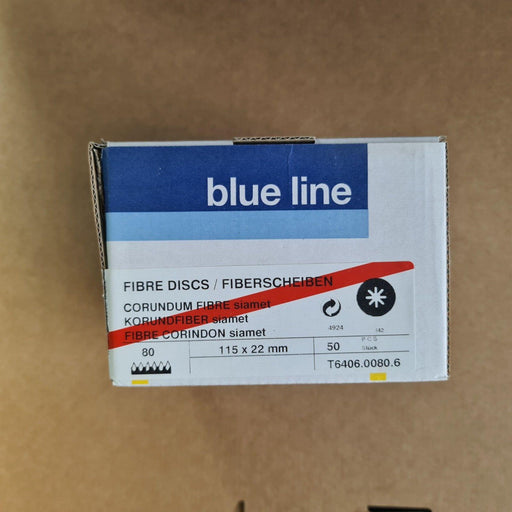 blue line
FIBRE DISCS / FIBERSCHEIBEN
CORUNDUM FIBRE siamet
KORUNDFIBER siamet
FIBRE CORINDON siamet
4924
80
115 x 22 mm
50
P.C.S
Stück
T6406.0080.6